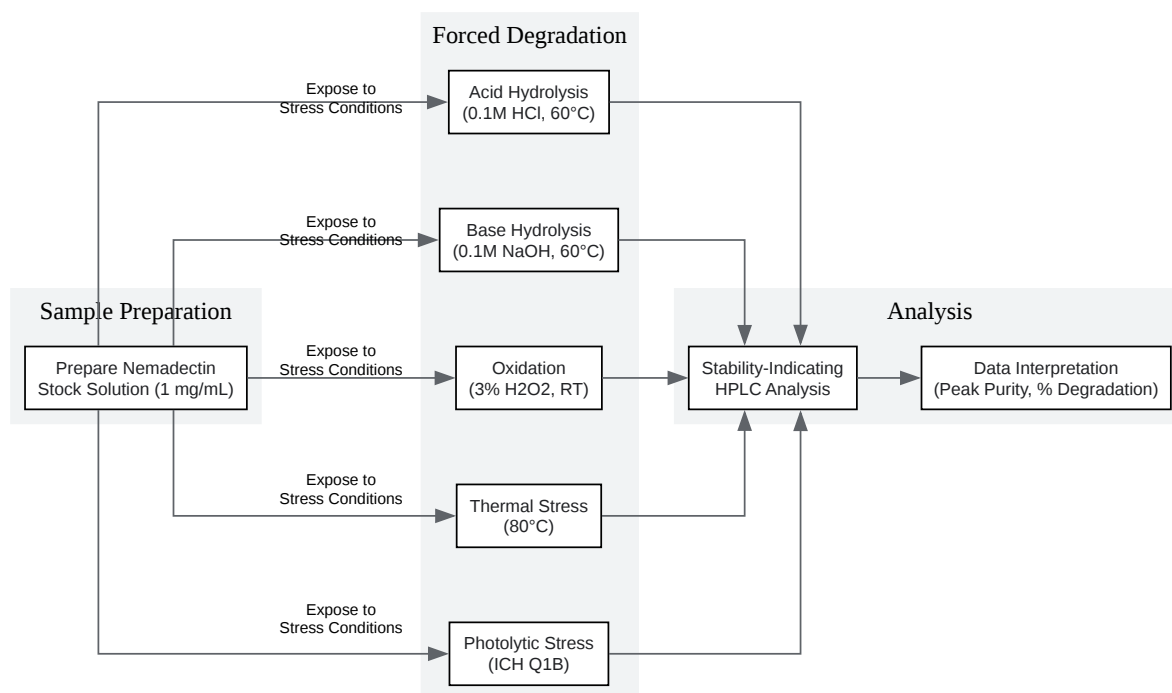 Forced Degradation
Expose to
Stress Conditions
Acid Hydrolysis
(0.1M HCl, 60°C)
Expose to
Stress Conditions
Base Hydrolysis
(0.1M NaOH, 60°C)
Sample Preparation
Analysis
Prepare Nemadectin
Stock Solution (1 mg/mL)
Expose to
Stress Conditions
Oxidation
(3% H2O2, RT)
Stability-Indicating
HPLC Analysis
Data Interpretation
(Peak Purity, % Degradation)
Expose to
Stress Conditions
Thermal Stress
(80°C)
Expose to
Stress Conditions
Photolytic Stress
(ICH Q1B)